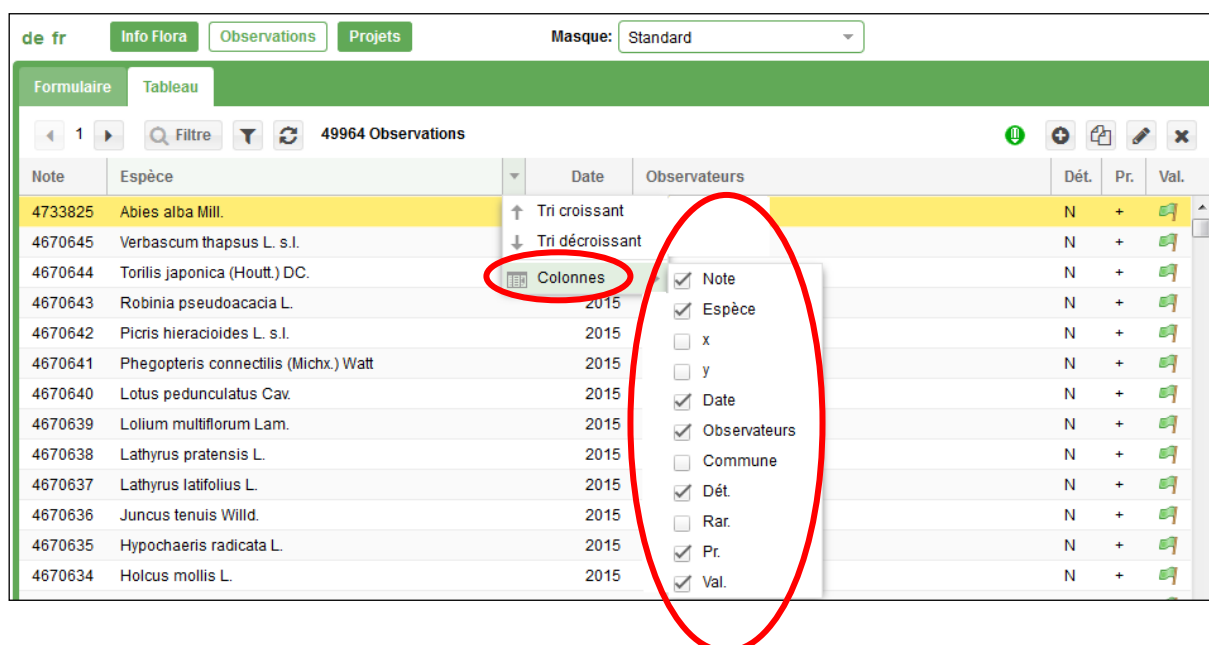 de fr Info Flora Observations Projets Masque: Standard
Formulaire Tableau
1 Filtre 49964 Observations
Note Espèce Date Observateurs Dét. Pr. Val.
4733825 Abies alba Mill. Tri croissant N +
4670645 Verbascum thapsus L. s.l. Tri décroissant N +
4670644 Torilis japonica (Houtt.) DC. Colonnes Note N +
4670643 Robinia pseudoacacia L. 2015 Espèce N +
4670642 Picris hieracioides L. s.l. 2015 x N +
4670641 Phegopteris connectilis (Michx.) Watt 2015 y N +
4670640 Lotus pedunculatus Cav. 2015 Date N +
4670639 Lolium multiflorum Lam. 2015 Observateurs N +
4670638 Lathyrus pratensis L. 2015 Commune N +
4670637 Lathyrus latifolius L. 2015 Dét. N +
4670636 Juncus tenuis Willd. 2015 Rar. N +
4670635 Hypochaeris radicata L. 2015 Pr. N +
4670634 Holcus mollis L. 2015 Val. N +